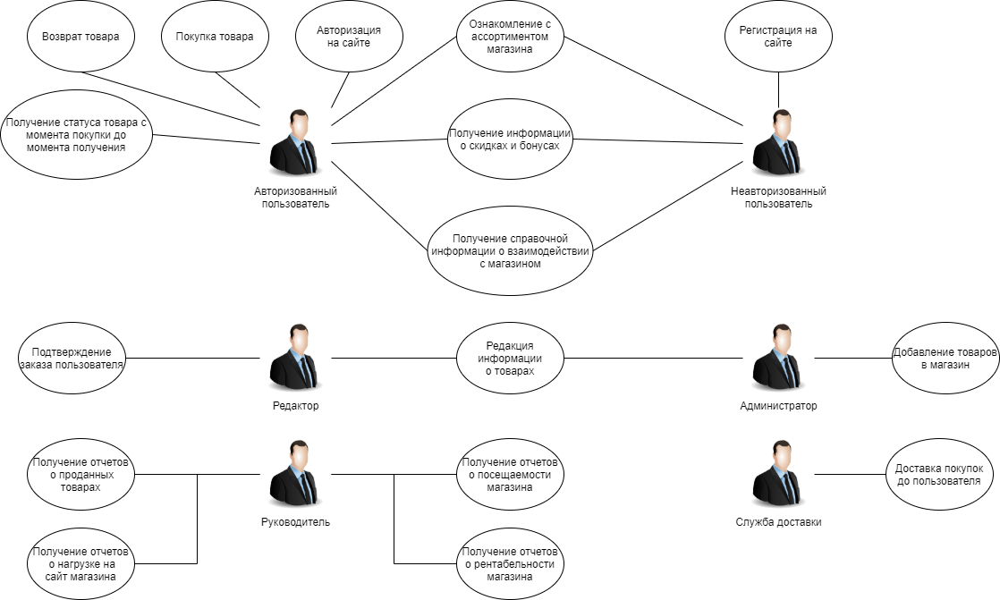 Возврат товара
Покупка товара
Авторизация
на сайте
Ознакомление с
ассортиментом
магазина
Регистрация на
сайте
Получение статуса товара с
момента покупки до
момента получения
Получение информации
о скидках и бонусах
Авторизованный
пользователь
Неавторизованный
пользователь
Получение справочной
информации о взаимодействии
с магазином
Подтверждение
заказа пользователя
Редакция
информации
о товарах
Добавление товаров
в магазин
Редактор
Администратор
Получение отчетов
о проданных
товарах
Получение отчетов
о посещаемости
магазина
Доставка покупок
до пользователя
Руководитель
Служба доставки
Получение отчетов
о нагрузке на
сайт магазина
Получение отчетов
о рентабельности
магазина